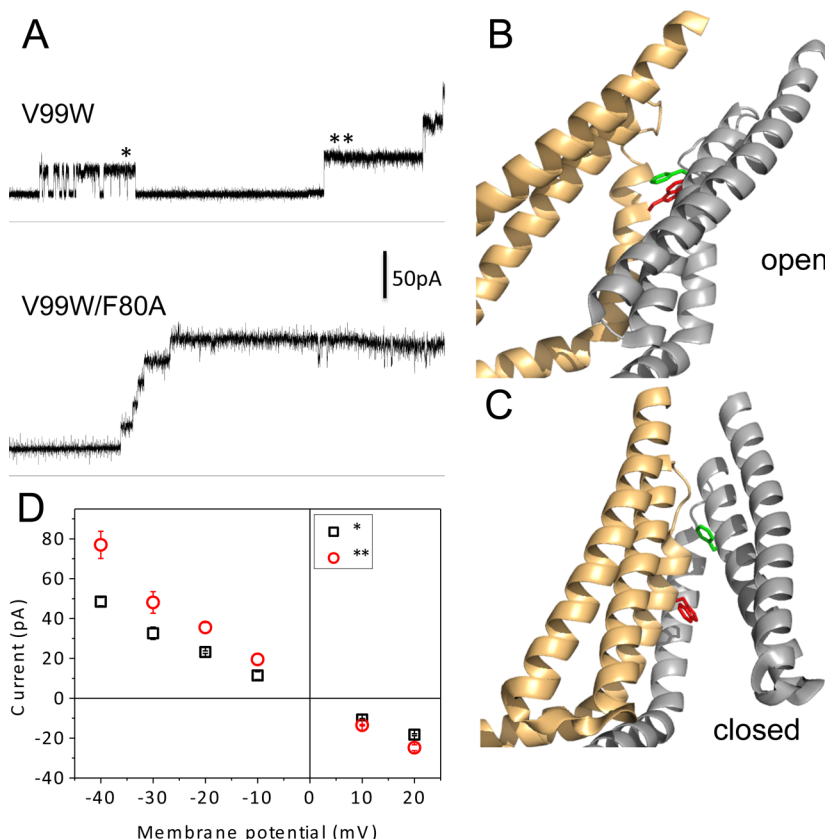 A
V99W
*
**
50pA
V99W/F80A
B
open
C
closed
D
*
**
80
60
40
20
0
-20
-40
-40
-30
-20
-10
0
10
20
Current (pA)
Membrane potential (mV)